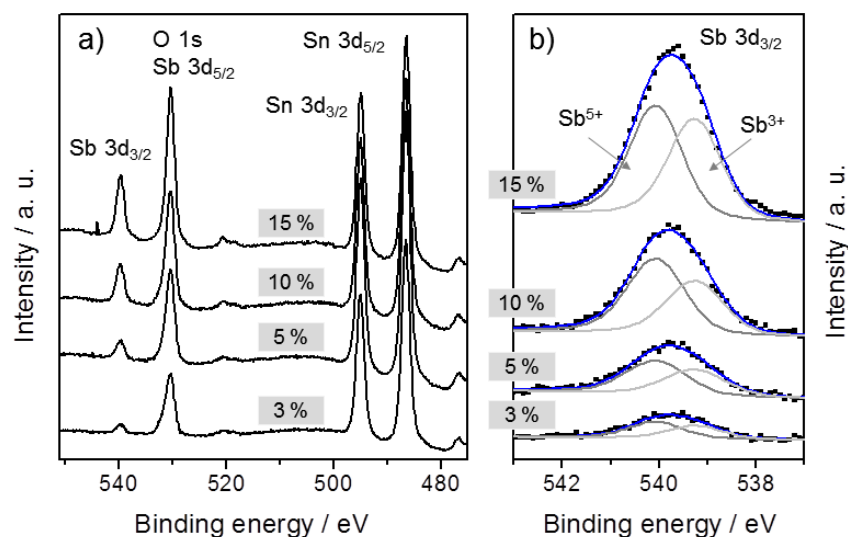 a)
O 1s
Sb 3d5/2
Sn 3d5/2
Sn 3d3/2
Sb 3d3/2
15 %
10 %
5 %
3 %
Intensity / a. u.
540
520
500
480
Binding energy / eV
b)
Sb 3d3/2
Sb5+
Sb3+
15 %
10 %
5 %
3 %
Intensity / a. u.
542
540
538
Binding energy / eV